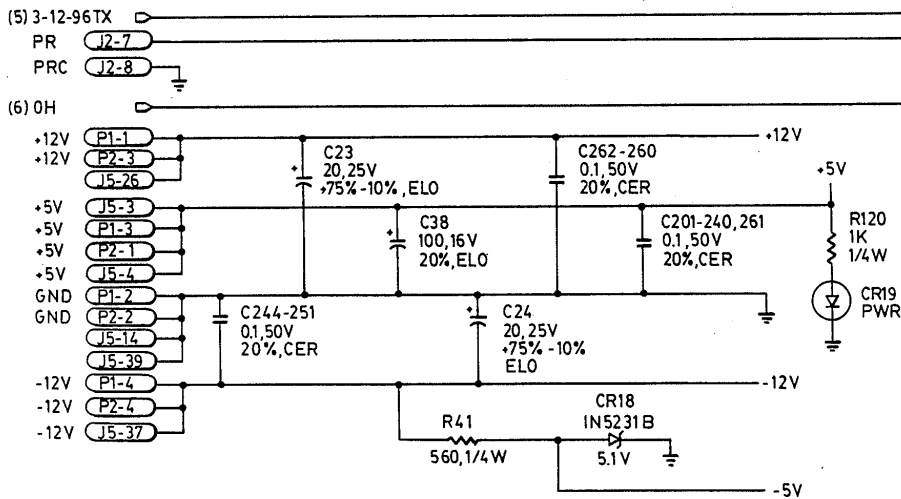 (5) 3-12-96TX
PR J2-7
PRC J2-8
(6) OH
+12V P1-1 +12V
+12V P2-3
J5-26
C23
20,25V
+75% -10%, ELO
C262-260
0.1,50V
20%,CER
+5V
+5V J5-3
+5V P1-3
+5V P2-1
+5V J5-4
C38
100,16V
20%,ELO
C201-240,261
0.1,50V
20%,CER
R120
1K
1/4W
CR19
PWR
GND P1-2
GND P2-2
J5-14
J5-39
C244-251
0.1,50V
20%,CER
C24
20,25V
+75% -10%
ELO
-12V P1-4 -12V
-12V P2-4
-12V J5-37
R41
560,1/4W
CR18
IN5231B
5.1V
-5V